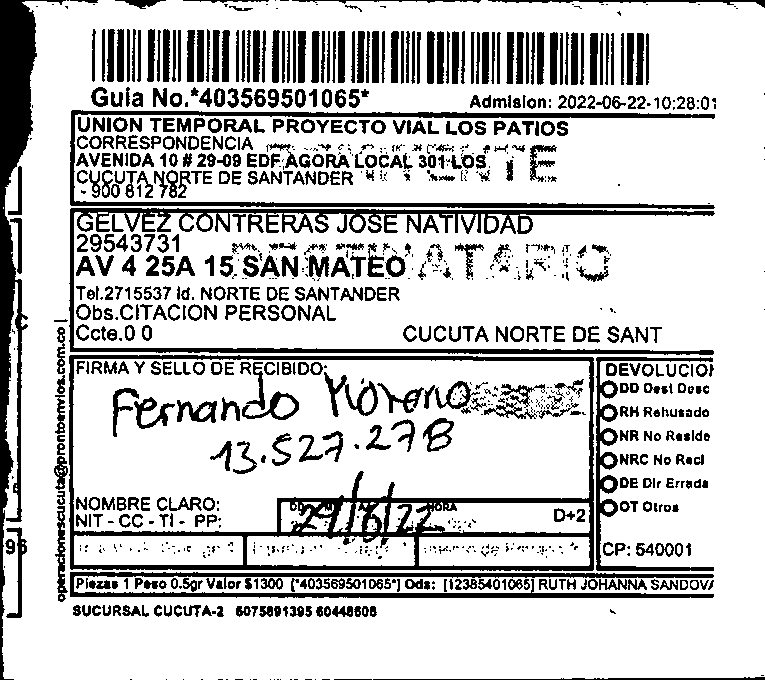 Guia No.*403569501065*
Admision: 2022-06-22-10:28:01
UNION TEMPORAL PROYECTO VIAL LOS PATIOS
CORRESPONDENCIA
AVENIDA 10 # 29-09 EDF AGORA LOCAL 301 LOS
CUCUTA NORTE DE SANTANDER
- 900 812 782
GELVEZ CONTRERAS JOSE NATIVIDAD
29543731
DESTINATARIO
AV 4 25A 15 SAN MATEO
Tel.2715537 Id. NORTE DE SANTANDER
Obs.CITACION PERSONAL
Ccte.0 0
CUCUTA NORTE DE SANT
FIRMA Y SELLO DE RECIBIDO:
Fernando Moreno
13.527.278
NOMBRE CLARO:
NIT - CC - TI - PP:
HORA
D+2
DEVOLUCION
DD Dest Desc
RH Rehusado
NR No Reside
NRC No Recl
DE Dir Errada
OT Otros
CP: 540001
operacionescucuta@prontoenvios.com.co
Piezas 1 Peso 0.5gr Valor $1300 [*403569501065*] Ods: [12385401065] RUTH JOHANNA SANDOVA
SUCURSAL CUCUTA-2 6075891395 60448608